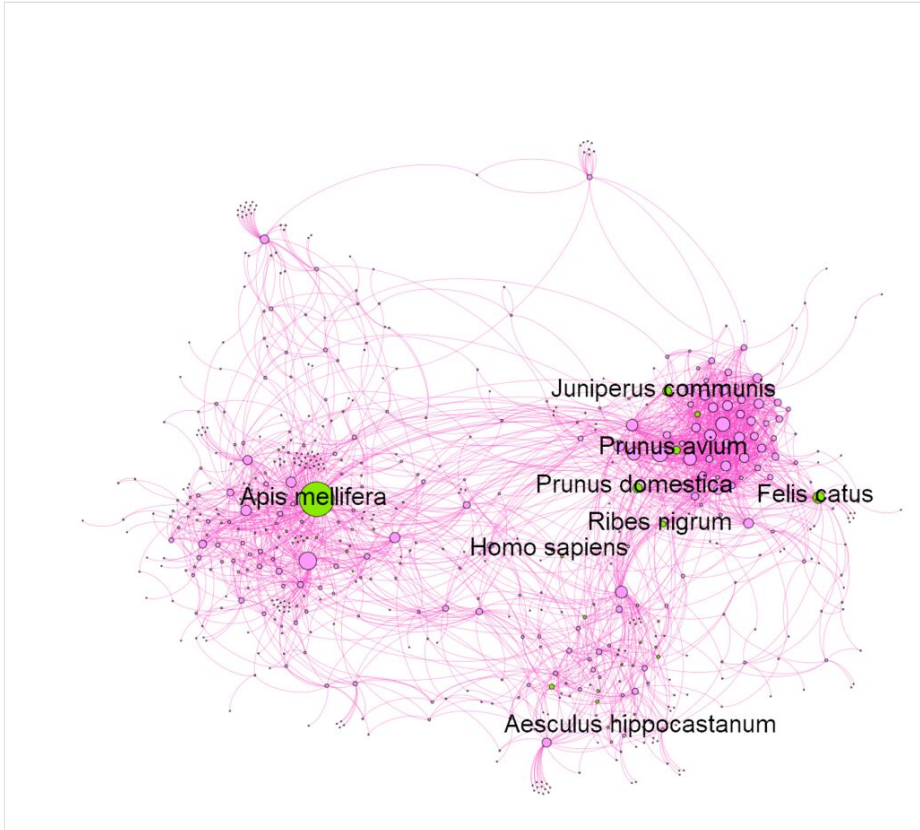 Juniperus communis
Prunus avium
Prunus domestica
Felis catus
Apis mellifera
Ribes nigrum
Homo sapiens
Aesculus hippocastanum